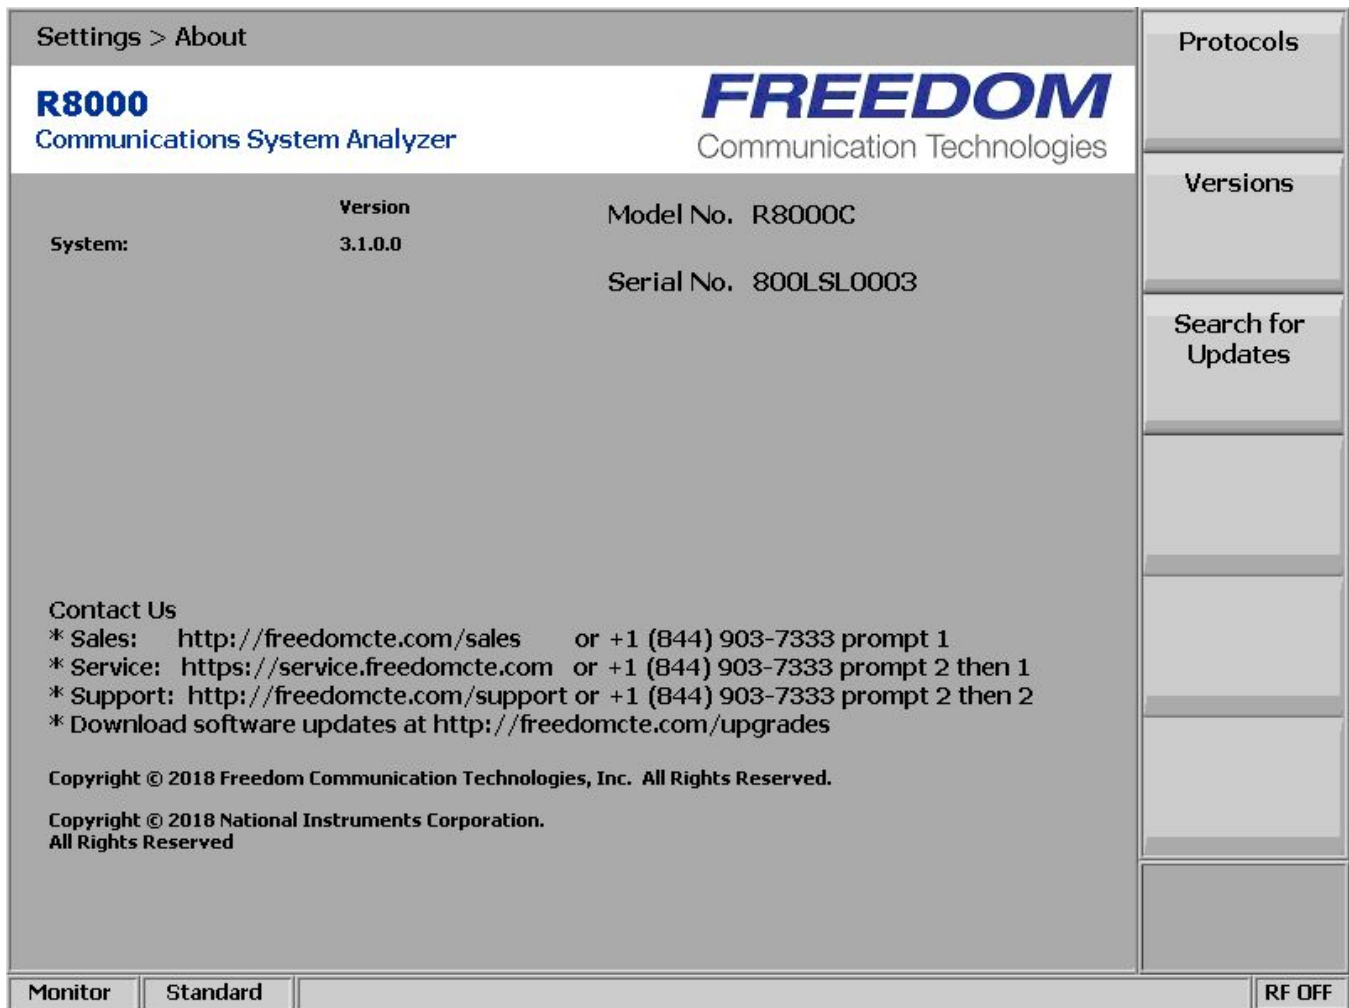 Settings > About
R8000
Communications System Analyzer
FREEDOM
Communication Technologies
Version
System: 3.1.0.0
Model No. R8000C
Serial No. 800LSL0003
Contact Us
* Sales: http://freedomcte.com/sales or +1 (844) 903-7333 prompt 1
* Service: https://service.freedomcte.com or +1 (844) 903-7333 prompt 2 then 1
* Support: http://freedomcte.com/support or +1 (844) 903-7333 prompt 2 then 2
* Download software updates at http://freedomcte.com/upgrades
Copyright © 2018 Freedom Communication Technologies, Inc. All Rights Reserved.
Copyright © 2018 National Instruments Corporation.
All Rights Reserved
Protocols
Versions
Search for
Updates
Monitor
Standard
RF OFF